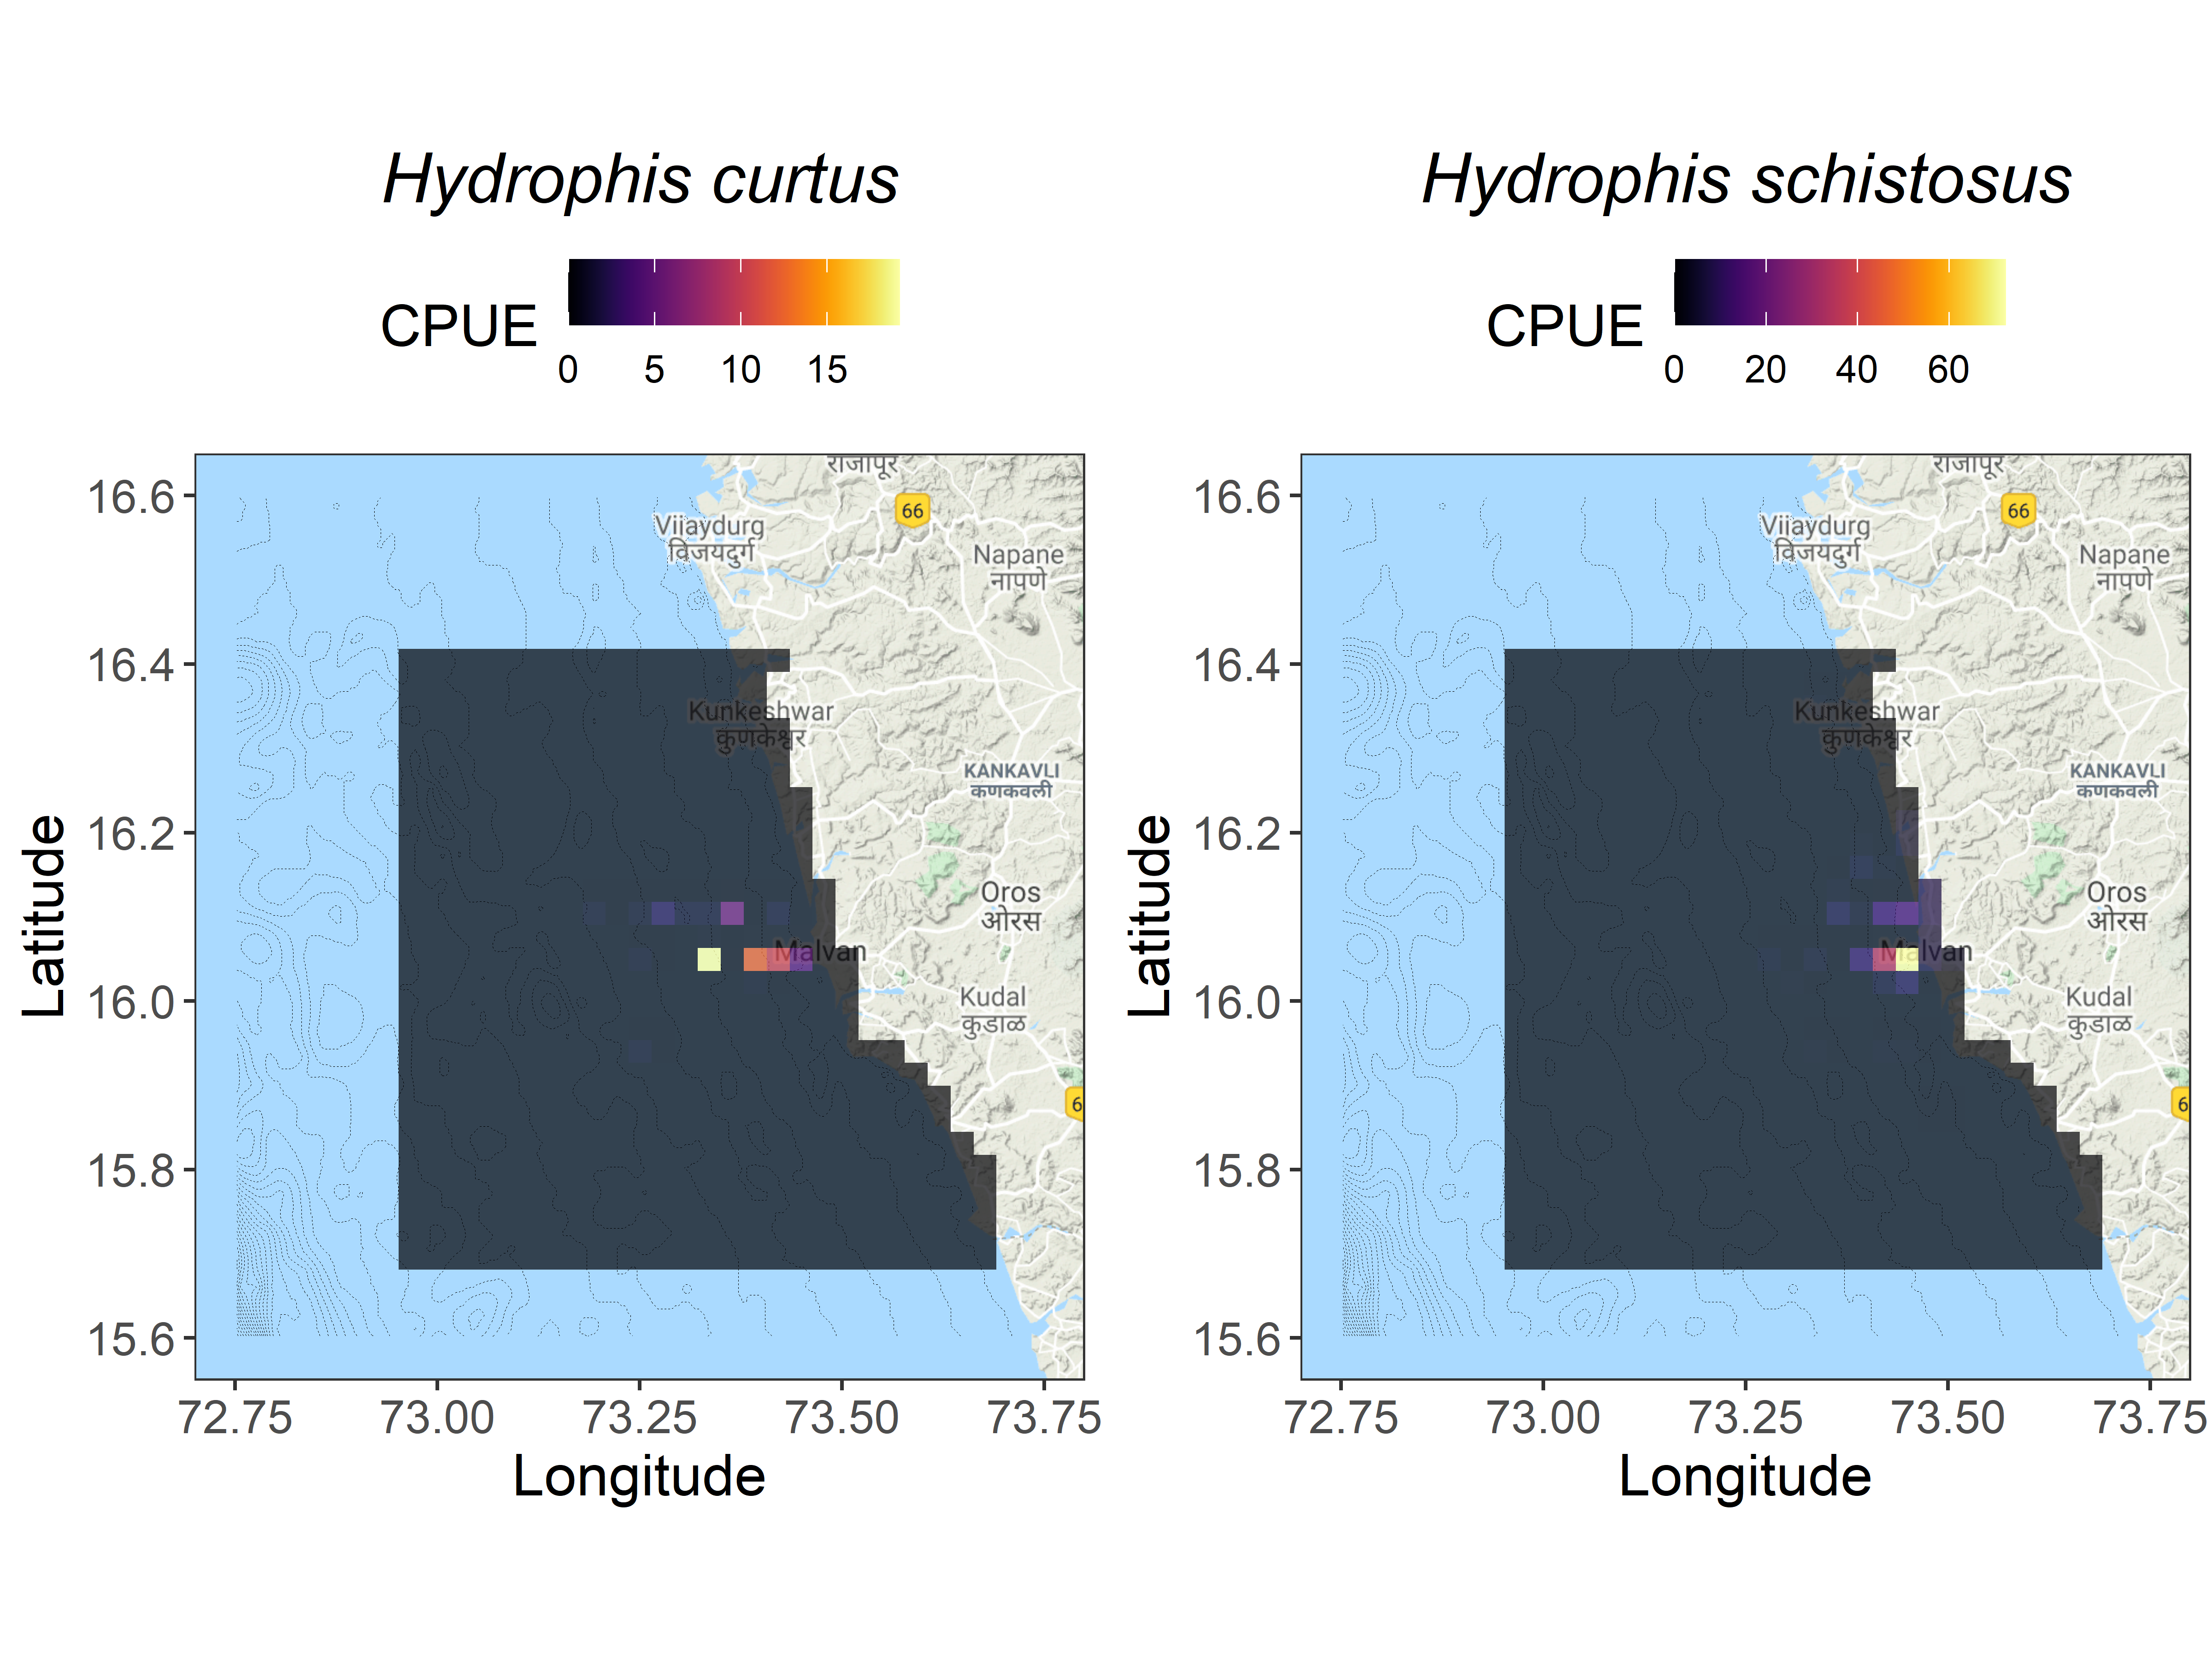 Hydrophis curtus
CPUE
0 5 10 15
Hydrophis schistosus
CPUE
0 20 40 60
Latitude
16.6
16.4
16.2
16.0
15.8
15.6
72.75 73.00 73.25 73.50 73.75
Longitude
राजापूर
66
Vijaydurg
विजयदुर्ग
Napane
नापणे
Kunkeshwar
कुणकेश्वर
KANKAVLI
कणकवली
Oros
ओरस
Malvan
Kudal
कुडाळ
6
Latitude
16.6
16.4
16.2
16.0
15.8
15.6
72.75 73.00 73.25 73.50 73.75
Longitude
राजापूर
66
Vijaydurg
विजयदुर्ग
Napane
नापणे
Kunkeshwar
कुणकेश्वर
KANKAVLI
कणकवली
Oros
ओरस
Malvan
Kudal
कुडाळ
6